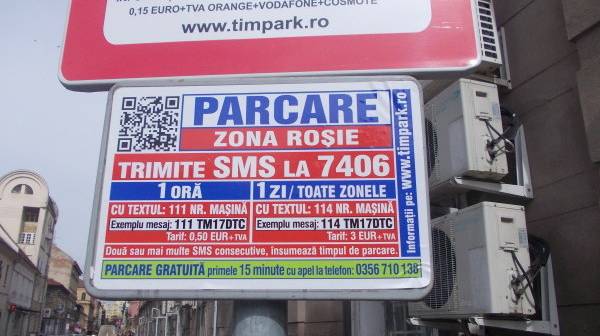 0,15 EURO+TVA ORANGE+VODAFONE+COSMOTE
www.timpark.ro
PARCARE
ZONA ROȘIE
TRIMITE SMS LA 7406
1 ORĂ
CU TEXTUL: 111 NR. MAȘINĂ
Exemplu mesaj: 111 TM17DTC
Tarif: 0,50 EUR+TVA
1 ZI / TOATE ZONELE
CU TEXTUL: 114 NR. MAȘINĂ
Exemplu mesaj: 114 TM17DTC
Tarif: 3 EUR+TVA
Două sau mai multe SMS consecutive, însumează timpul de parcare.
PARCARE GRATUITĂ primele 15 minute cu apel la telefon: 0356 710 138
Informații pe: www.timpark.ro